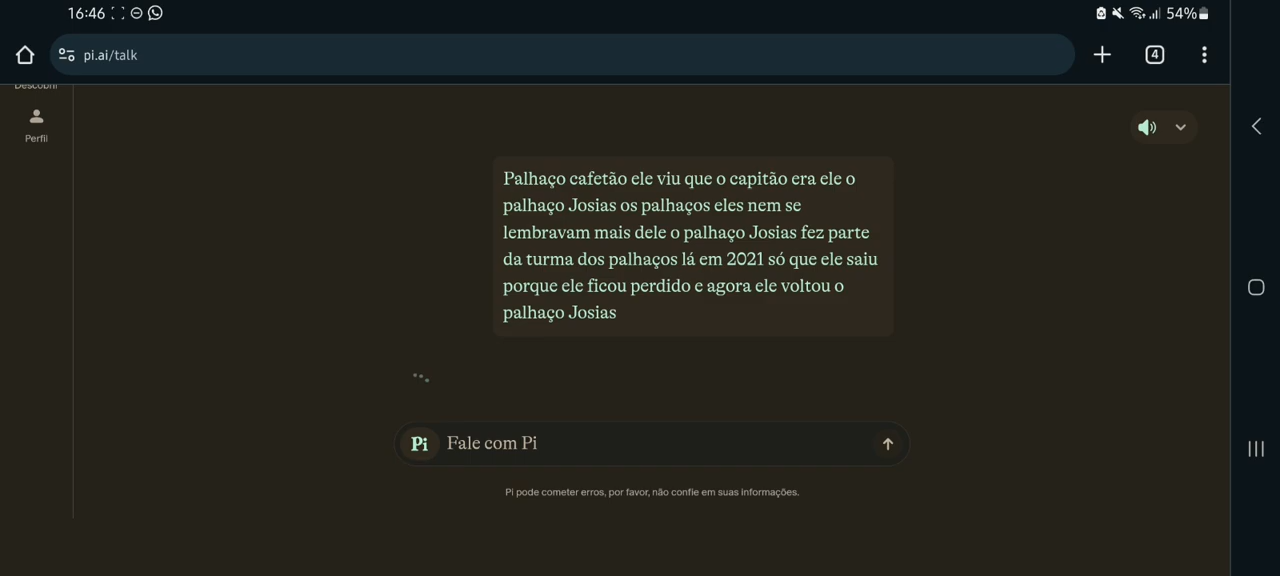 16:46
54%
pi.ai/talk
4
Descobrir
Perfil
Palhaço cafetão ele viu que o capitão era ele o
palhaço Josias os palhaços eles nem se
lembravam mais dele o palhaço Josias fez parte
da turma dos palhaços lá em 2021 só que ele saiu
porque ele ficou perdido e agora ele voltou o
palhaço Josias
Pi Fale com Pi
Pi pode cometer erros, por favor, não confie em suas informações.